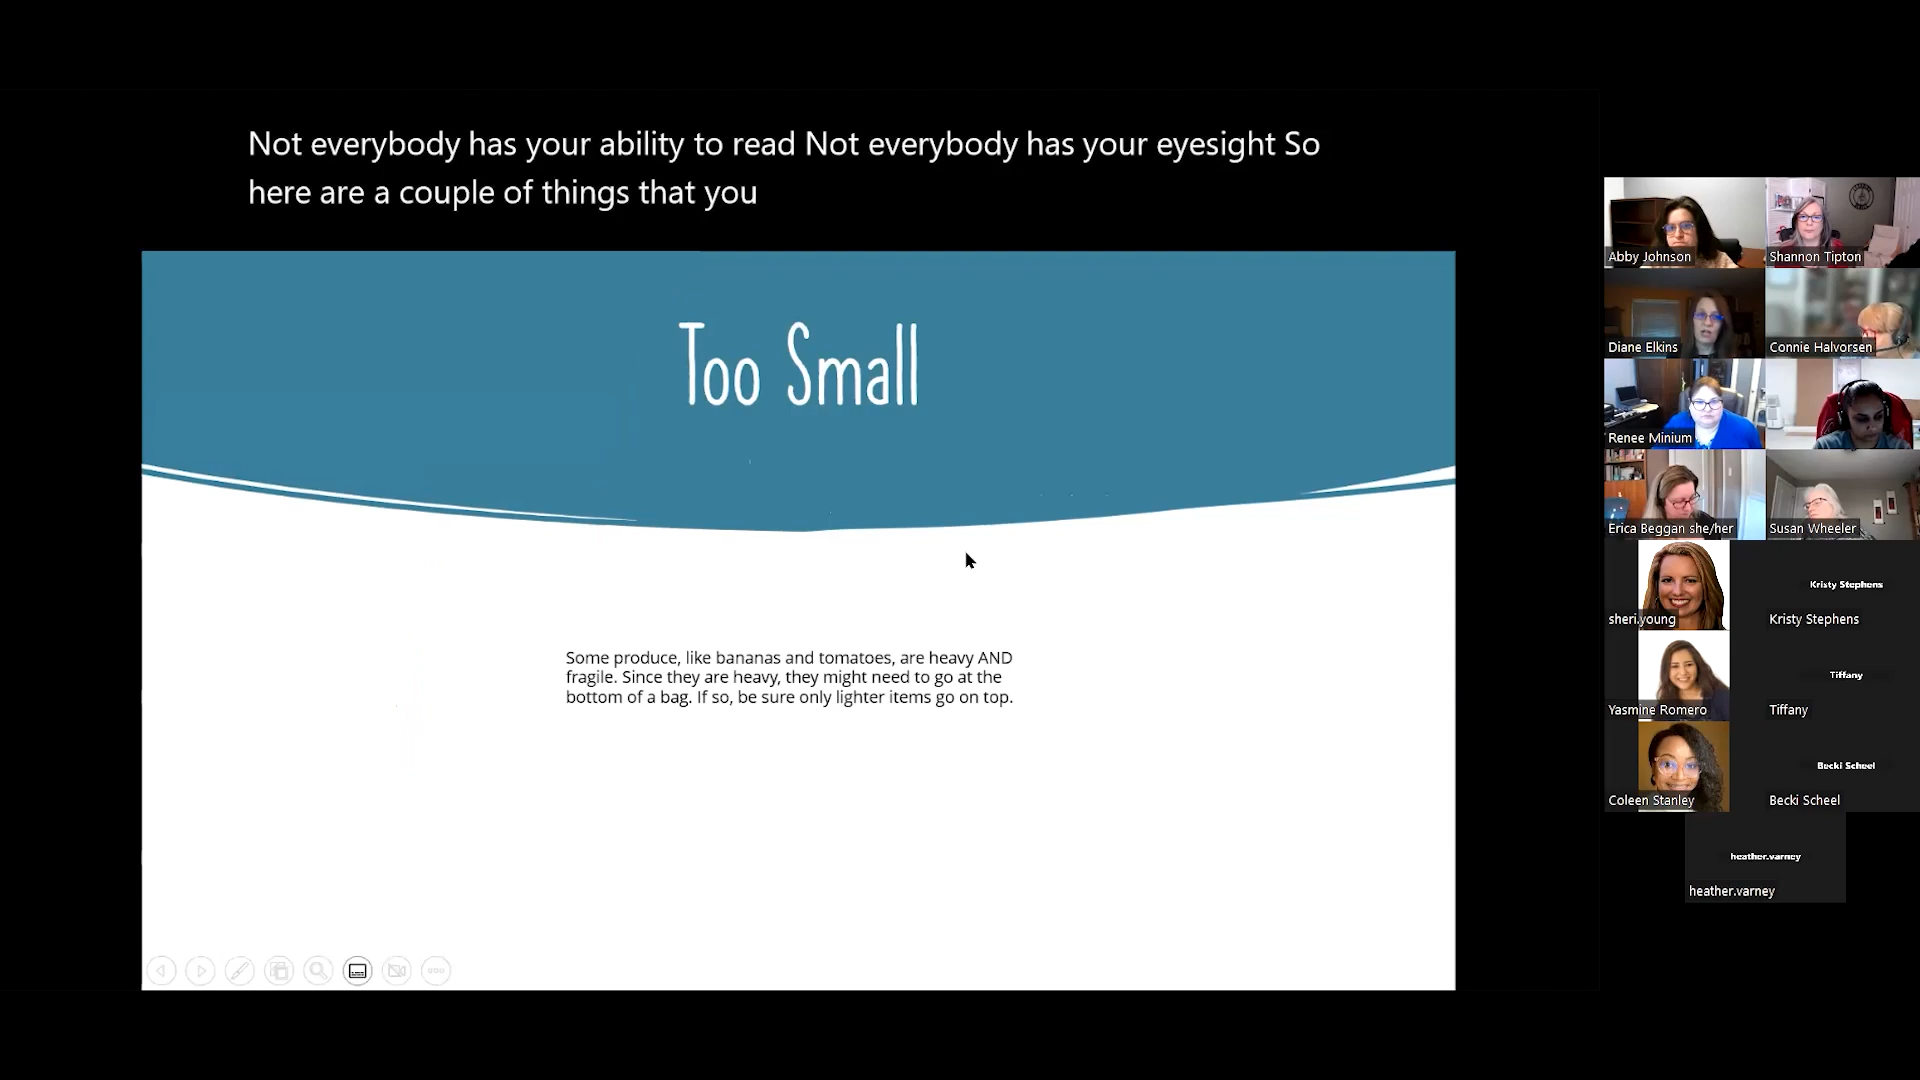 Not everybody has your ability to read Not everybody has your eyesight So
here are a couple of things that you
Too Small
Some produce, like bananas and tomatoes, are heavy AND
fragile. Since they are heavy, they might need to go at the
bottom of a bag. If so, be sure only lighter items go on top.
Abby Johnson
Shannon Tipton
Diane Elkins
Connie Halvorsen
Renee Minium
Erica Beggan she/her
Susan Wheeler
sheri.young
Kristy Stephens
Kristy Stephens
Yasmine Romero
Tiffany
Tiffany
Coleen Stanley
Becki Scheel
Becki Scheel
heather.varney
heather.varney